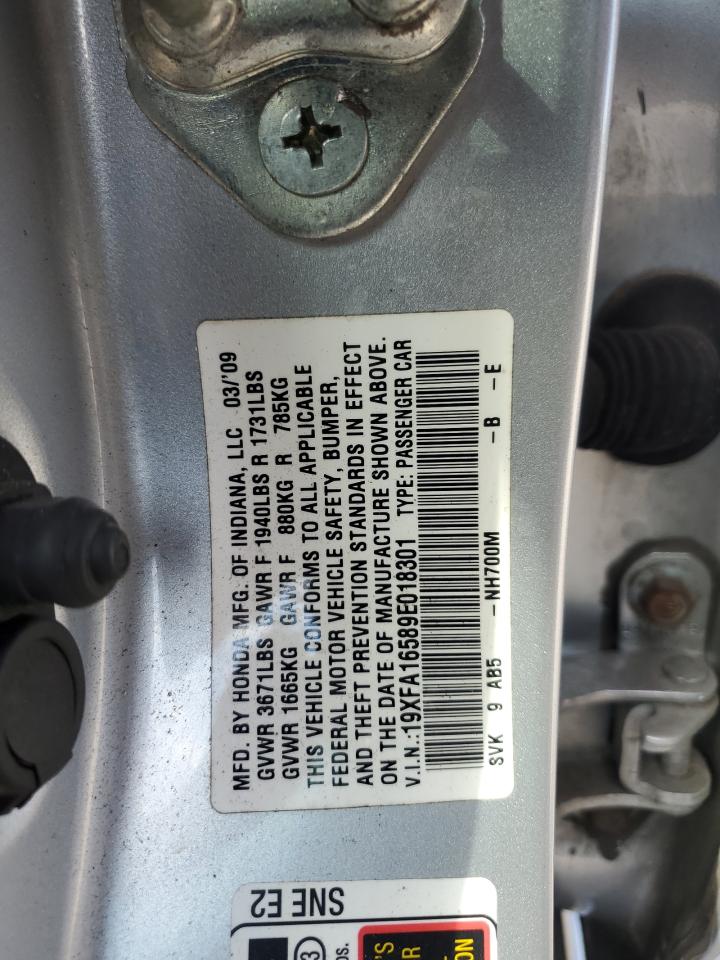 MFD. BY HONDA MFG. OF INDIANA, LLC 03/'09
GVWR 3671LBS GAWR F 1940LBS R 1731LBS
GVWR 1665KG GAWR F 880KG R 785KG
THIS VEHICLE CONFORMS TO ALL APPLICABLE
FEDERAL MOTOR VEHICLE SAFETY, BUMPER,
AND THEFT PREVENTION STANDARDS IN EFFECT
ON THE DATE OF MANUFACTURE SHOWN ABOVE.
V.I.N.:19XFA16589E018301 TYPE: PASSENGER CAR
SVK 9 AB5 -NH700M -B -E
SNE E2